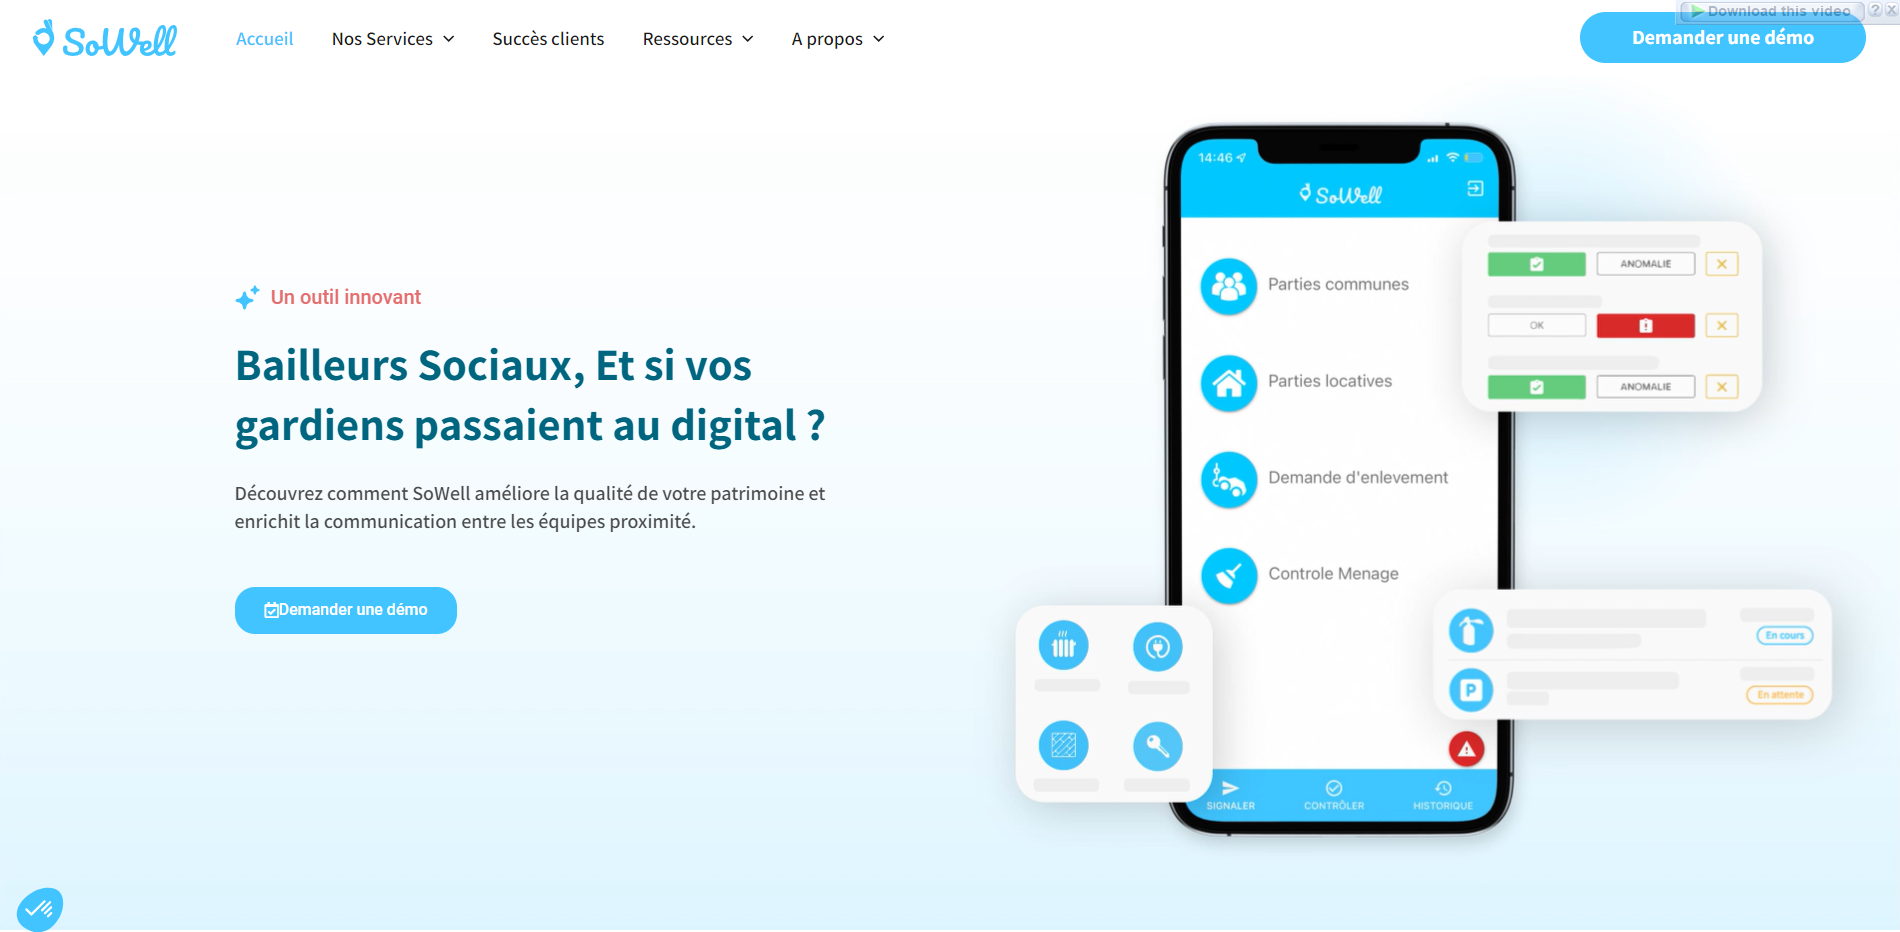 SoWell
Accueil
Nos Services
Succès clients
Ressources
A propos
Download this video
?
X
Demander une démo
Un outil innovant
Bailleurs Sociaux, Et si vos
gardiens passaient au digital ?
Découvrez comment SoWell améliore la qualité de votre patrimoine et
enrichit la communication entre les équipes proximité.
Demander une démo
14:46
SoWell
Parties communes
Parties locatives
Demande d'enlevement
Controle Menage
ANOMALIE
OK
ANOMALIE
En cours
P
En attente
SIGNALER
CONTRÔLER
HISTORIQUE